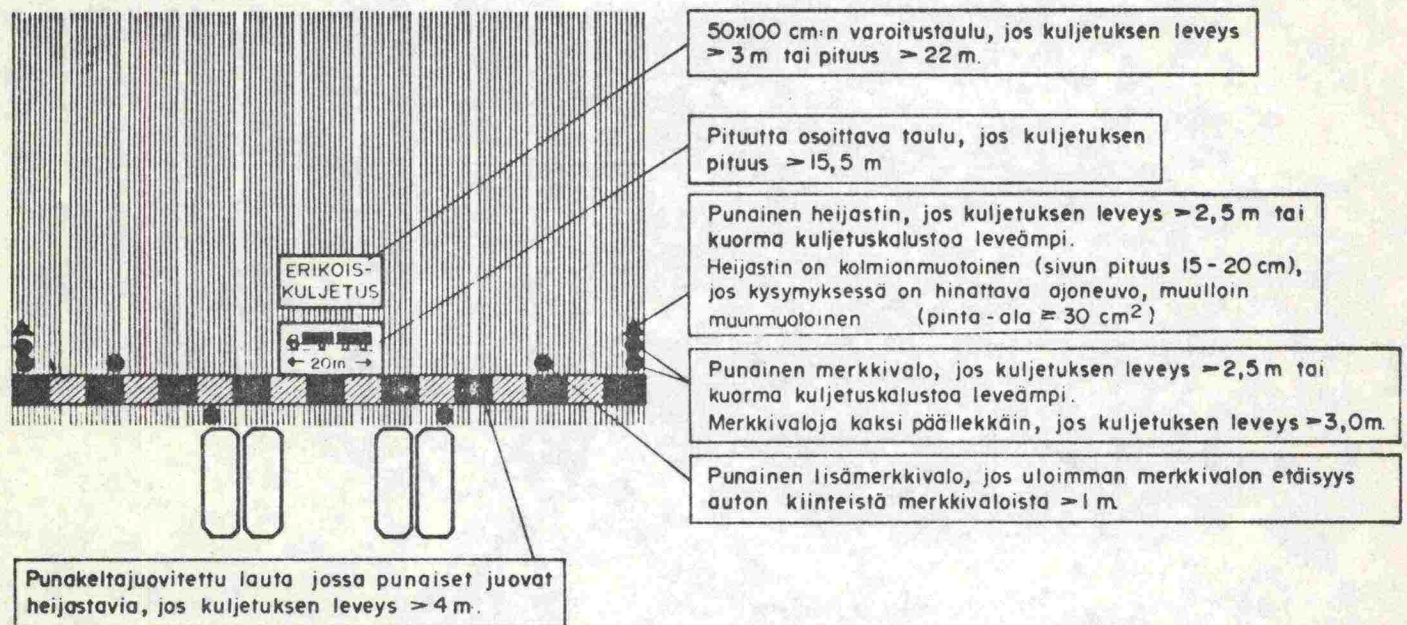 50x100 cm:n varoitustaulu, jos kuljetuksen leveys
> 3 m tai pituus > 22 m.
Pituutta osoittava taulu, jos kuljetuksen
pituus > 15,5 m
Punainen heijastin, jos kuljetuksen leveys > 2,5 m tai
kuorma kuljetuskalustoa leveämpi.
Heijastin on kolmionmuotoinen (sivun pituus 15 - 20 cm),
jos kysymyksessä on hinattava ajoneuvo, muulloin
muunmuotoinen (pinta - ala ≥ 30 cm²)
ERIKOIS-
KULJETUS
← 20m →
Punainen merkkivalo, jos kuljetuksen leveys > 2,5 m tai
kuorma kuljetuskalustoa leveämpi.
Merkkivaloja kaksi päällekkäin, jos kuljetuksen leveys > 3,0m.
Punainen lisämerkkivalo, jos uloimman merkkivalon etäisyys
auton kiinteistä merkkivaloista > 1 m.
Punakeltajuovitettu lauta jossa punaiset juovat
heijastavia, jos kuljetuksen leveys > 4 m.